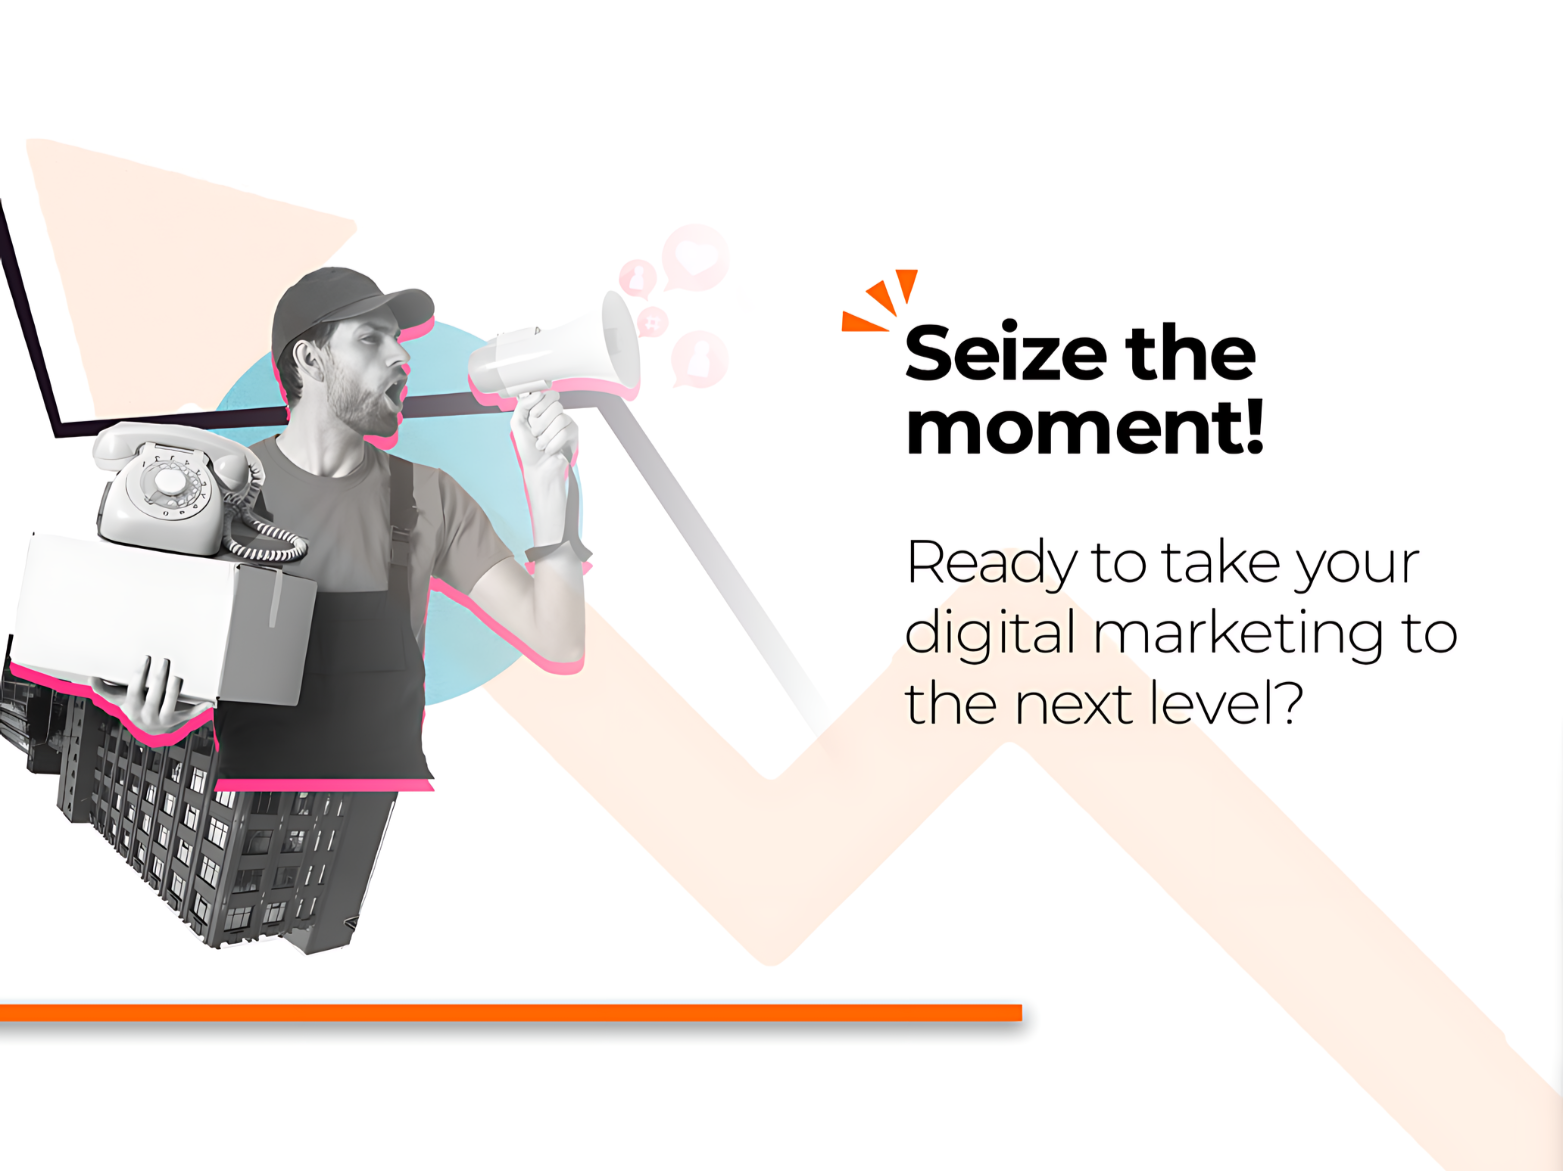 Seize the
moment!
Ready to take your
digital marketing to
the next level?